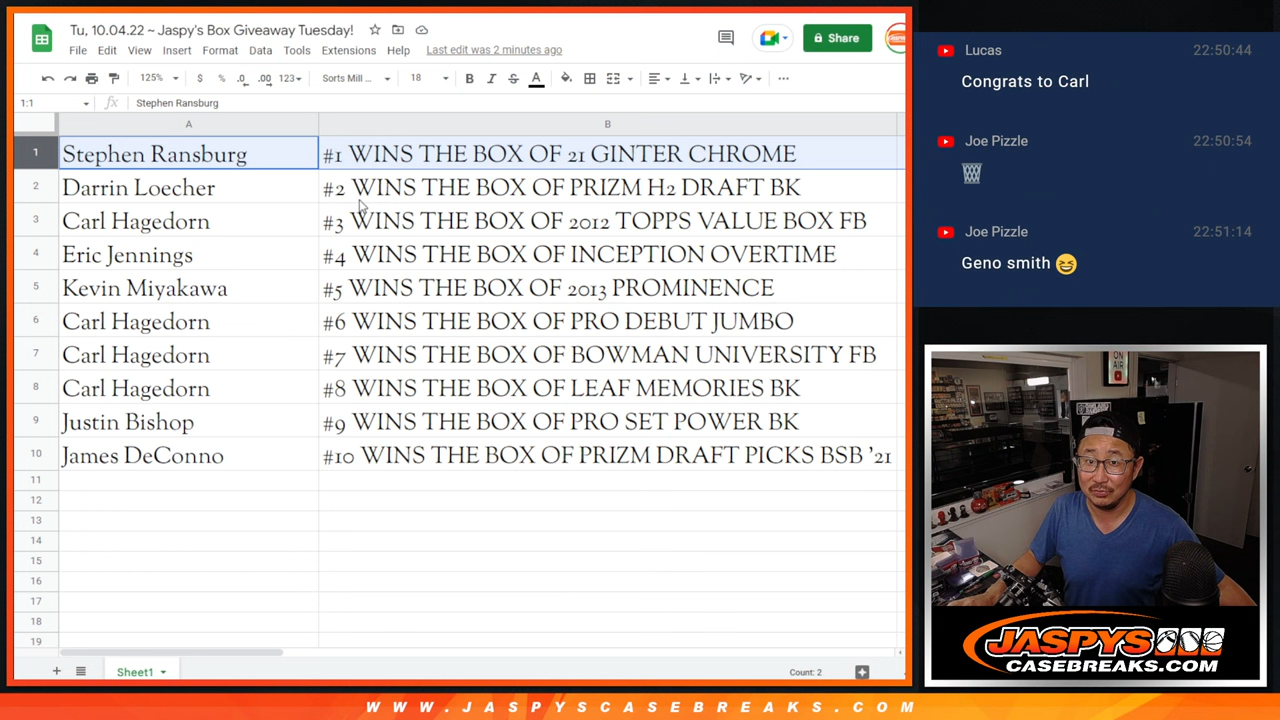 Tu, 10.04.22 ~ Jaspy's Box Giveaway Tuesday!
File Edit View Insert Format Data Tools Extensions Help Last edit was 2 minutes ago
Share
125% $ % .0 .00 123 Sorts Mill ... 18 B I S A
1:1 fx Stephen Ransburg
A B
1 Stephen Ransburg #1 WINS THE BOX OF 21 GINTER CHROME
2 Darrin Loecher #2 WINS THE BOX OF PRIZM H2 DRAFT BK
3 Carl Hagedorn #3 WINS THE BOX OF 2012 TOPPS VALUE BOX FB
4 Eric Jennings #4 WINS THE BOX OF INCEPTION OVERTIME
5 Kevin Miyakawa #5 WINS THE BOX OF 2013 PROMINENCE
6 Carl Hagedorn #6 WINS THE BOX OF PRO DEBUT JUMBO
7 Carl Hagedorn #7 WINS THE BOX OF BOWMAN UNIVERSITY FB
8 Carl Hagedorn #8 WINS THE BOX OF LEAF MEMORIES BK
9 Justin Bishop #9 WINS THE BOX OF PRO SET POWER BK
10 James DeConno #10 WINS THE BOX OF PRIZM DRAFT PICKS BSB '21
11
12
13
14
15
16
17
18
19
Sheet1 Count: 2
Lucas 22:50:44
Congrats to Carl
Joe Pizzle 22:50:54
🗑
Joe Pizzle 22:51:14
Geno smith 😆
ON AIR
JASPYS
CASEBREAKS.COM
WWW.JASPYSCASEBREAKS.COM